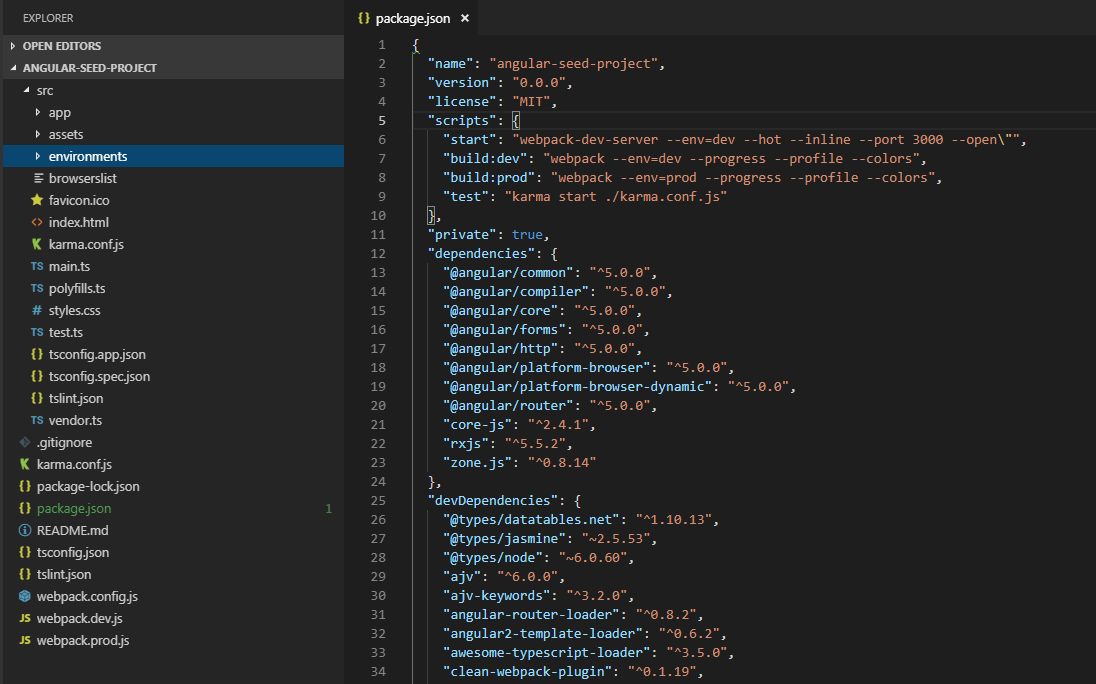 EXPLORER
OPEN EDITORS
ANGULAR-SEED-PROJECT
src
app
assets
environments
browserslist
favicon.ico
<> index.html
karma.conf.js
TS main.ts
TS polyfills.ts
# styles.css
TS test.ts
{} tsconfig.app.json
{} tsconfig.spec.json
{} tslint.json
TS vendor.ts
.gitignore
karma.conf.js
{} package-lock.json
{} package.json 1
README.md
{} tsconfig.json
{} tslint.json
webpack.config.js
JS webpack.dev.js
JS webpack.prod.js
{} package.json ×
1 {
2 "name": "angular-seed-project",
3 "version": "0.0.0",
4 "license": "MIT",
5 "scripts": {
6 "start": "webpack-dev-server --env=dev --hot --inline --port 3000 --open\"",
7 "build:dev": "webpack --env=dev --progress --profile --colors",
8 "build:prod": "webpack --env=prod --progress --profile --colors",
9 "test": "karma start ./karma.conf.js"
10 },
11 "private": true,
12 "dependencies": {
13 "@angular/common": "^5.0.0",
14 "@angular/compiler": "^5.0.0",
15 "@angular/core": "^5.0.0",
16 "@angular/forms": "^5.0.0",
17 "@angular/http": "^5.0.0",
18 "@angular/platform-browser": "^5.0.0",
19 "@angular/platform-browser-dynamic": "^5.0.0",
20 "@angular/router": "^5.0.0",
21 "core-js": "^2.4.1",
22 "rxjs": "^5.5.2",
23 "zone.js": "^0.8.14"
24 },
25 "devDependencies": {
26 "@types/datatables.net": "^1.10.13",
27 "@types/jasmine": "~2.5.53",
28 "@types/node": "~6.0.60",
29 "ajv": "^6.0.0",
30 "ajv-keywords": "^3.2.0",
31 "angular-router-loader": "^0.8.2",
32 "angular2-template-loader": "^0.6.2",
33 "awesome-typescript-loader": "^3.5.0",
34 "clean-webpack-plugin": "^0.1.19",